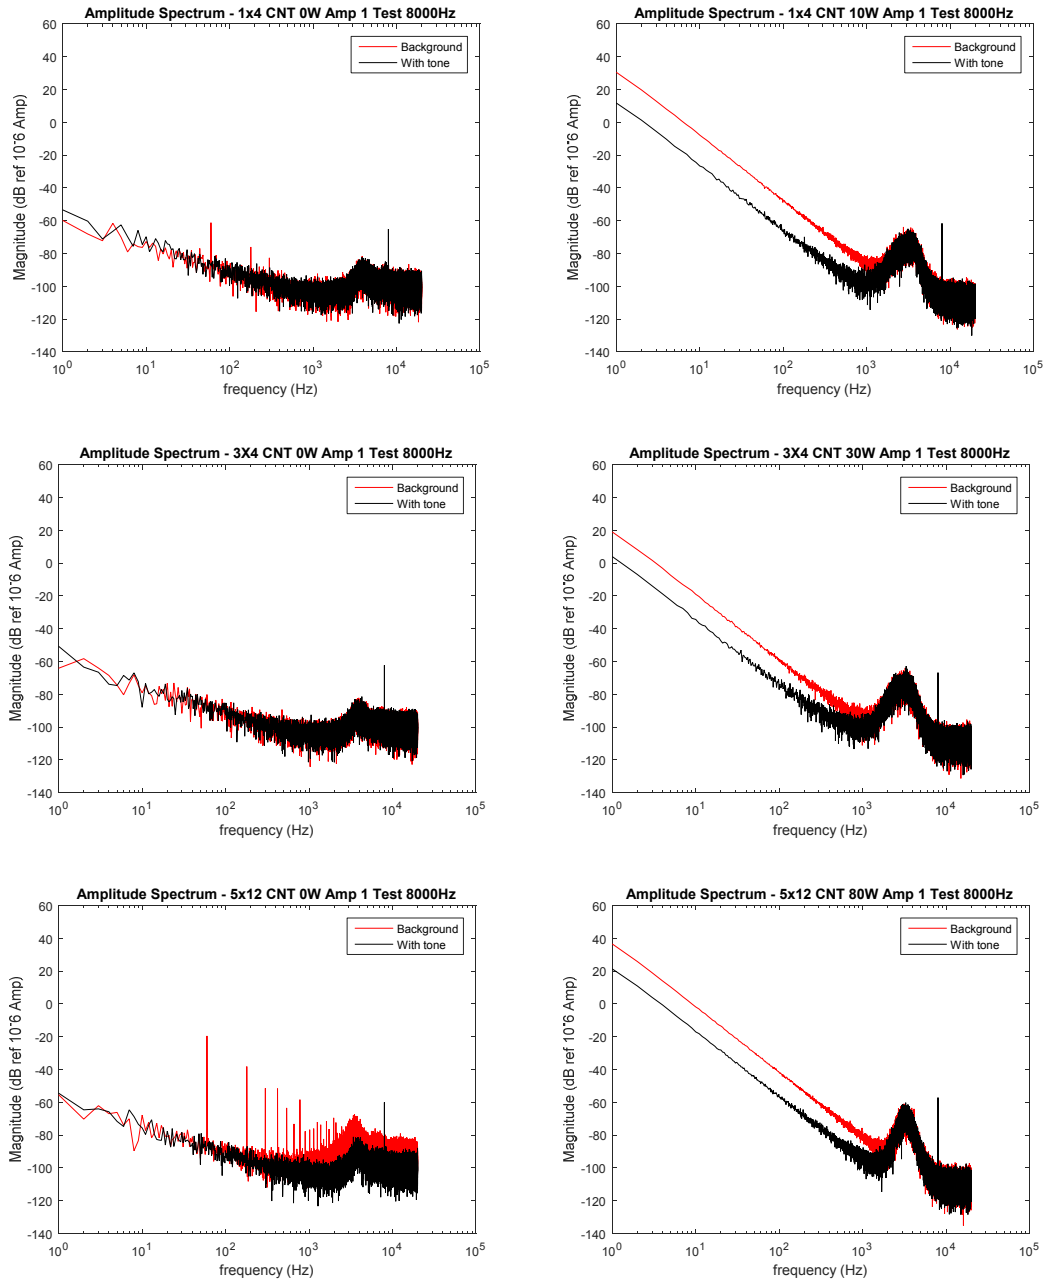 Amplitude Spectrum - 1x4 CNT 0W Amp 1 Test 8000Hz
Background
With tone
Magnitude (dB ref 10^-6 Amp)
60
40
20
0
-20
-40
-60
-80
-100
-120
-140
10^0 10^1 10^2 10^3 10^4 10^5
frequency (Hz)
Amplitude Spectrum - 1x4 CNT 10W Amp 1 Test 8000Hz
Background
With tone
Magnitude (dB ref 10^-6 Amp)
60
40
20
0
-20
-40
-60
-80
-100
-120
-140
10^0 10^1 10^2 10^3 10^4 10^5
frequency (Hz)
Amplitude Spectrum - 3X4 CNT 0W Amp 1 Test 8000Hz
Background
With tone
Magnitude (dB ref 10^-6 Amp)
60
40
20
0
-20
-40
-60
-80
-100
-120
-140
10^0 10^1 10^2 10^3 10^4 10^5
frequency (Hz)
Amplitude Spectrum - 3X4 CNT 30W Amp 1 Test 8000Hz
Background
With tone
Magnitude (dB ref 10^-6 Amp)
60
40
20
0
-20
-40
-60
-80
-100
-120
-140
10^0 10^1 10^2 10^3 10^4 10^5
frequency (Hz)
Amplitude Spectrum - 5x12 CNT 0W Amp 1 Test 8000Hz
Background
With tone
Magnitude (dB ref 10^-6 Amp)
60
40
20
0
-20
-40
-60
-80
-100
-120
-140
10^0 10^1 10^2 10^3 10^4 10^5
frequency (Hz)
Amplitude Spectrum - 5x12 CNT 80W Amp 1 Test 8000Hz
Background
With tone
Magnitude (dB ref 10^-6 Amp)
60
40
20
0
-20
-40
-60
-80
-100
-120
-140
10^0 10^1 10^2 10^3 10^4 10^5
frequency (Hz)